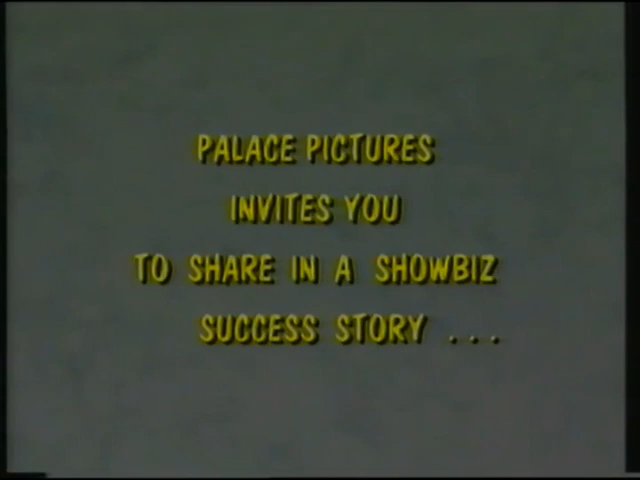 PALACE PICTURES
INVITES YOU
TO SHARE IN A SHOWBIZ
SUCCESS STORY ...